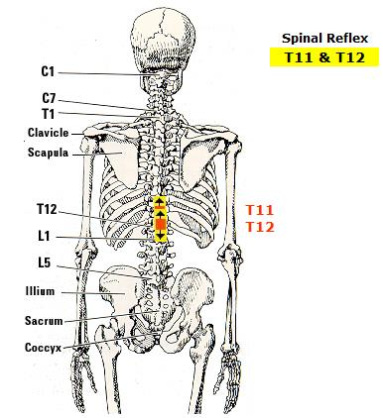 Spinal Reflex
T11 & T12
C1
C7
T1
Clavicle
Scapula
T12
T11
T12
L1
L5
Illium
Sacrum
Coccyx